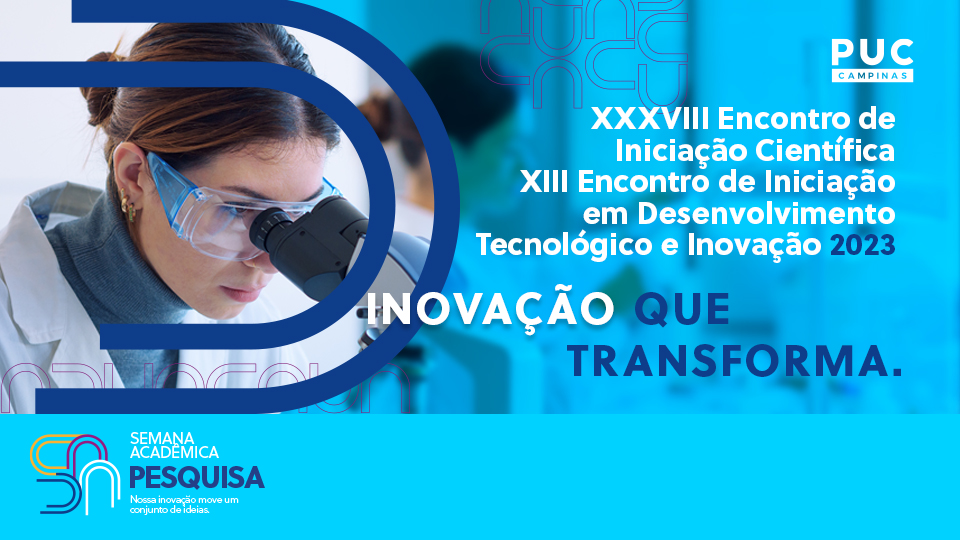 PUC
CAMPINAS
XXXVIII Encontro de
Iniciação Científica
XIII Encontro de Iniciação
em Desenvolvimento
Tecnológico e Inovação 2023
INOVAÇÃO QUE
TRANSFORMA.
SEMANA
ACADÊMICA
PESQUISA
Nossa inovação move um
conjunto de ideias.